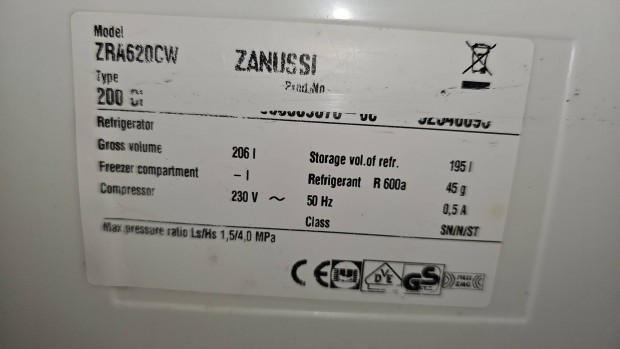 Model
ZRA620CW ZANUSSI
Type Prod.No
200
Refrigerator
Gross volume 206 l Storage vol.of refr. 195 l
Freezer compartment – l Refrigerant R 600a 45 g
Compressor 230 V ~ 50 Hz 0,5 A
Class SN/N/ST
Max.pressure ratio Ls/Hs 1,5/4,0 MPa
CE DVE GS